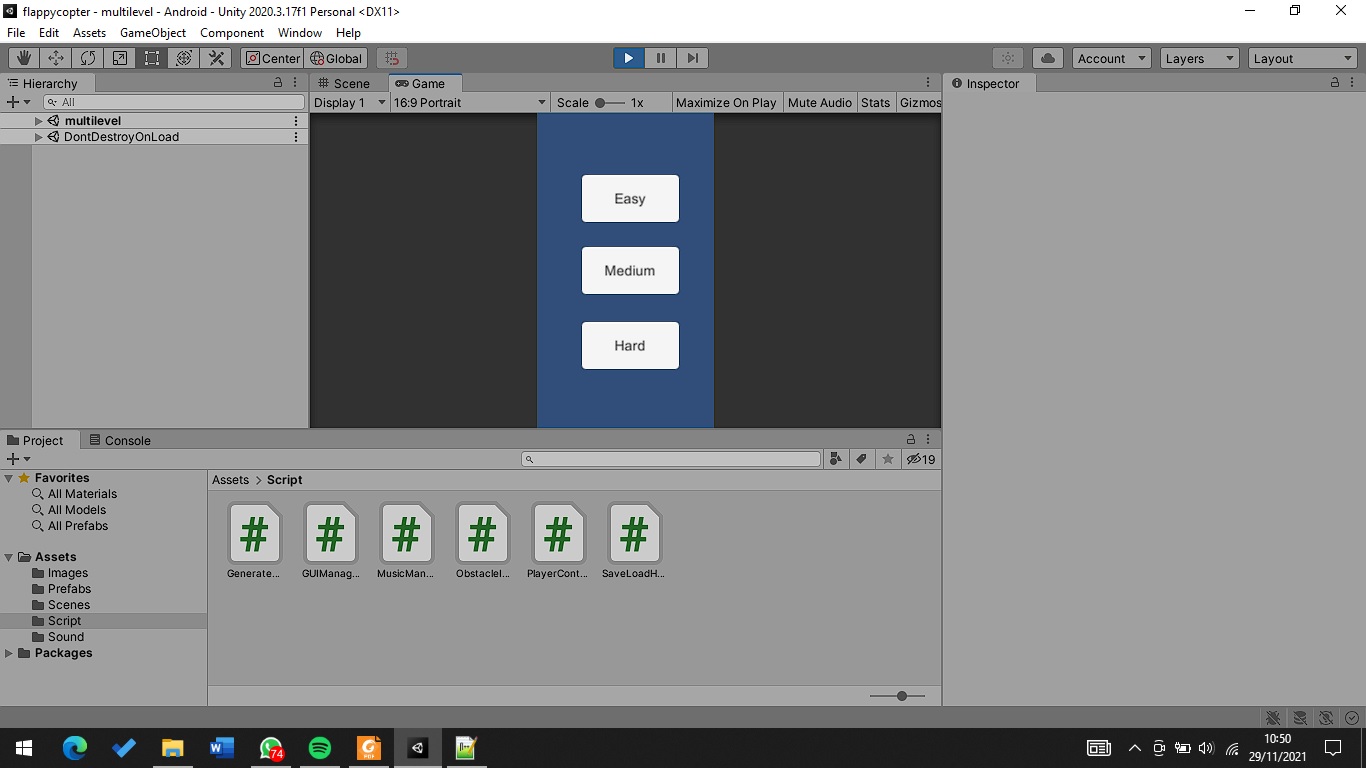 flappycopter - multilevel - Android - Unity 2020.3.17f1 Personal <DX11>
File Edit Assets GameObject Component Window Help
Center Global Account Layers Layout
Hierarchy
All
multilevel
DontDestroyOnLoad
Scene Game
Display 1 16:9 Portrait Scale 1x Maximize On Play Mute Audio Stats Gizmos
Easy
Medium
Hard
Inspector
Project Console
19
Favorites
All Materials
All Models
All Prefabs
Assets
Images
Prefabs
Scenes
Script
Sound
Packages
Assets > Script
Generate... GUIManag... MusicMan... ObstacleI... PlayerCont... SaveLoadH...
74
10:50
29/11/2021